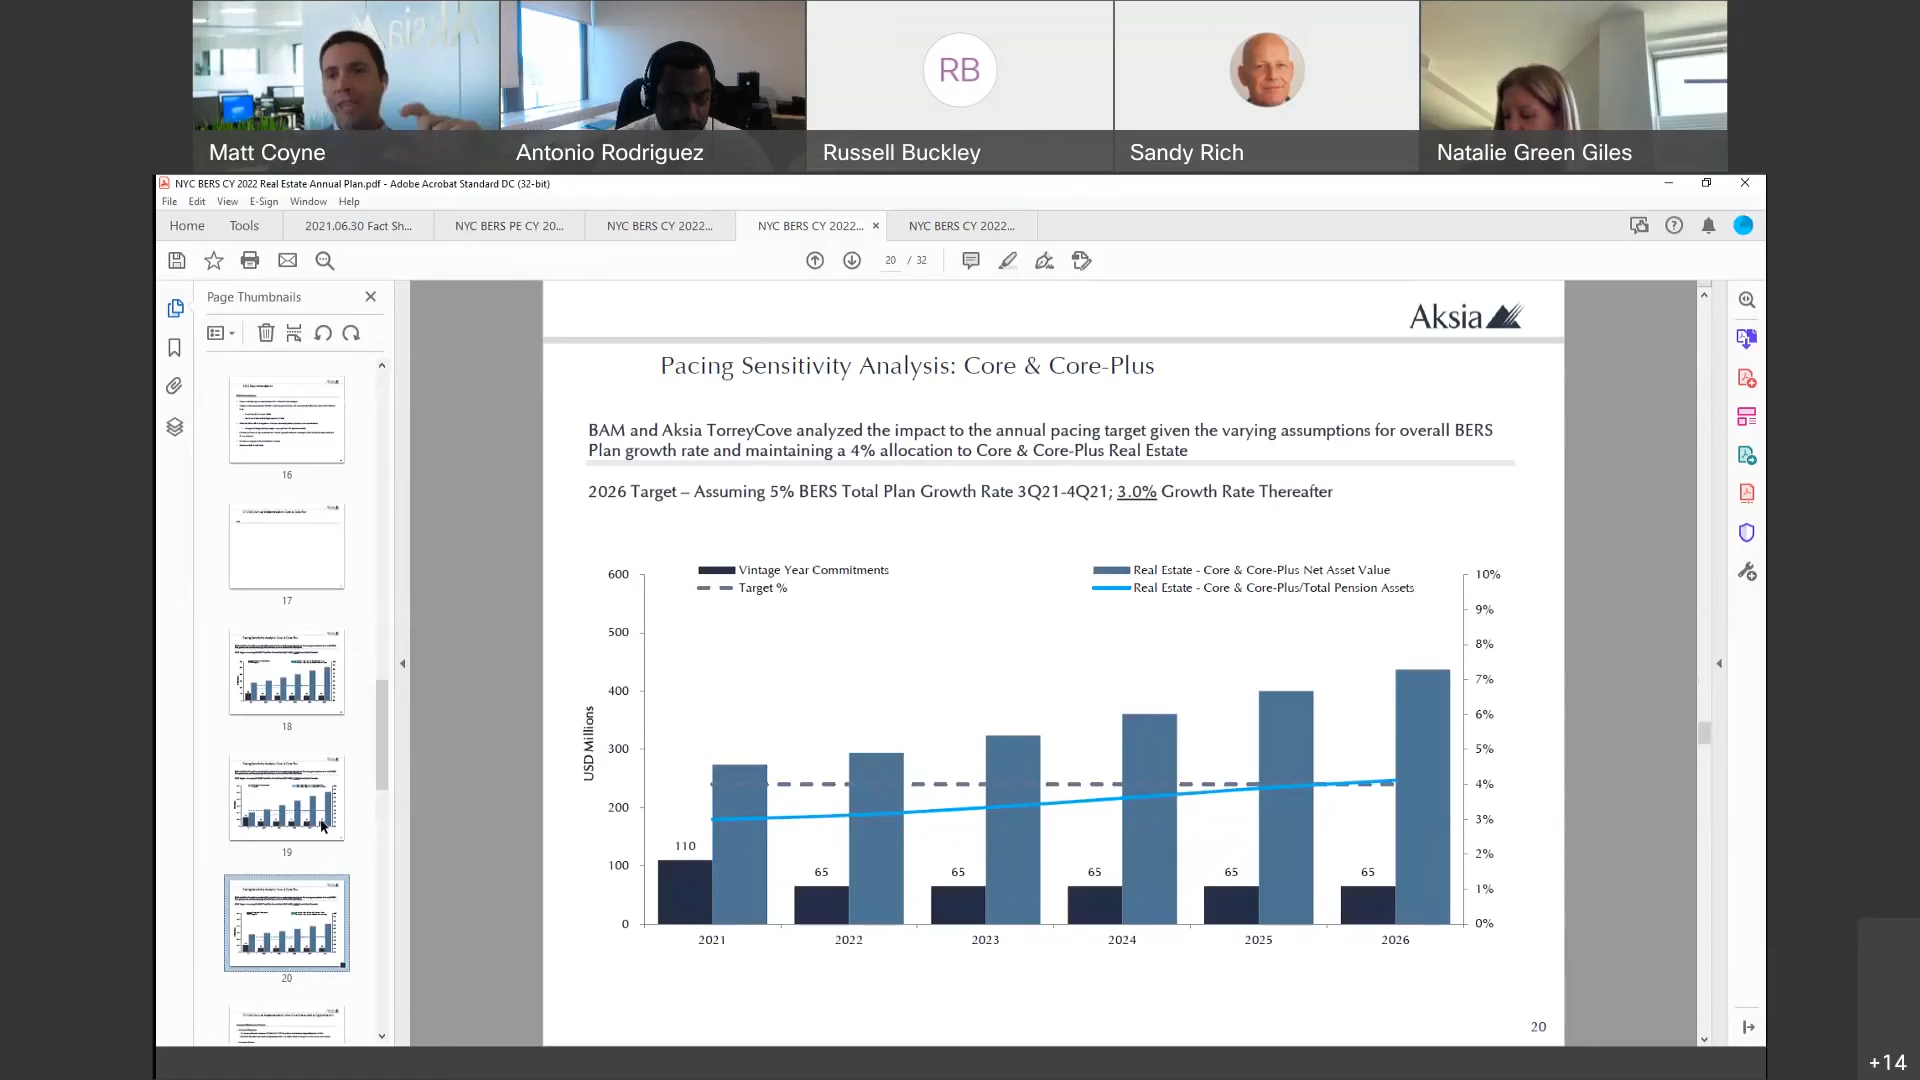 Aksia
RB
Matt Coyne
Antonio Rodriguez
Russell Buckley
Sandy Rich
Natalie Green Giles
NYC BERS CY 2022 Real Estate Annual Plan.pdf - Adobe Acrobat Standard DC (32-bit)
File Edit View E-Sign Window Help
Home Tools 2021.06.30 Fact Sh... NYC BERS PE CY 20... NYC BERS CY 2022... NYC BERS CY 2022... × NYC BERS CY 2022...
20 / 32
Page Thumbnails
16
17
18
19
20
Aksia
Pacing Sensitivity Analysis: Core & Core-Plus
BAM and Aksia TorreyCove analyzed the impact to the annual pacing target given the varying assumptions for overall BERS
Plan growth rate and maintaining a 4% allocation to Core & Core-Plus Real Estate
2026 Target – Assuming 5% BERS Total Plan Growth Rate 3Q21-4Q21; 3.0% Growth Rate Thereafter
Vintage Year Commitments
Real Estate - Core & Core-Plus Net Asset Value
Target %
Real Estate - Core & Core-Plus/Total Pension Assets
USD Millions
600
500
400
300
200
100
0
10%
9%
8%
7%
6%
5%
4%
3%
2%
1%
0%
110
65
65
65
65
65
2021 2022 2023 2024 2025 2026
20
+14